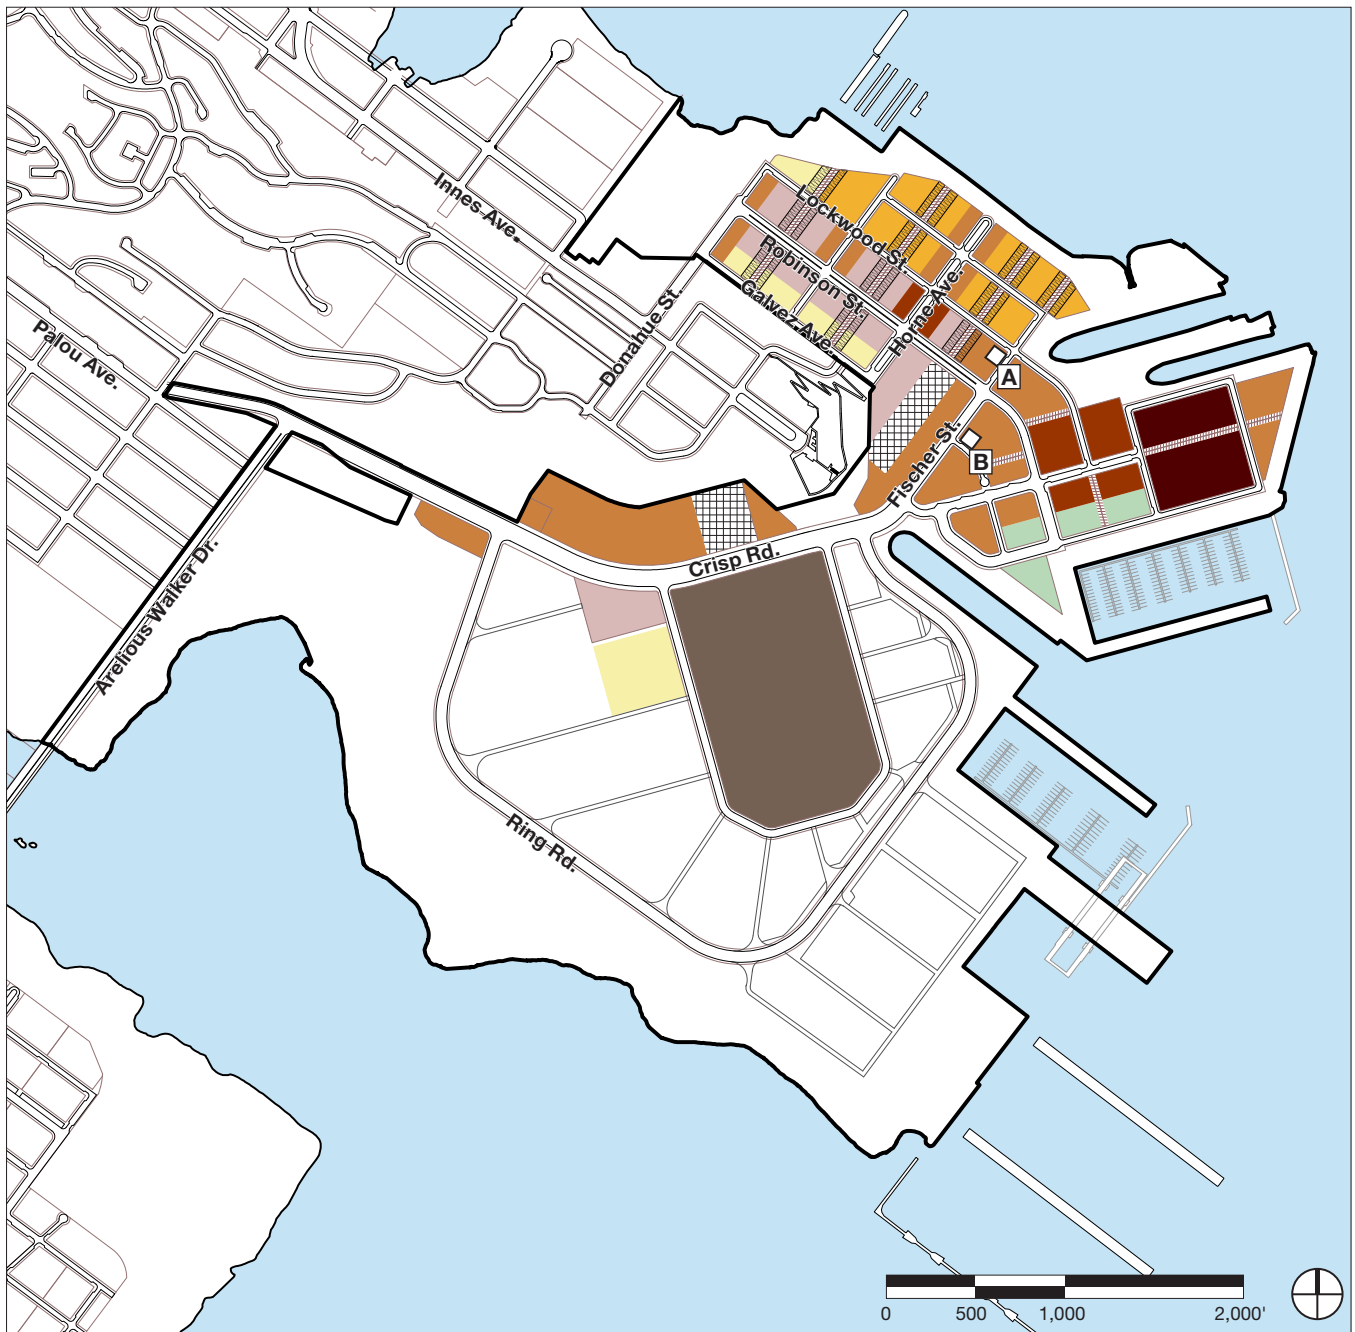 Innes Ave.
Lockwood St.
Robinson St.
Galvez Ave.
Horne Ave.
Donahue St.
Palou Ave.
A
Fischer St.
B
Crisp Rd.
Arelious Walker Dr.
Ring Rd.
0 500 1,000 2,000'